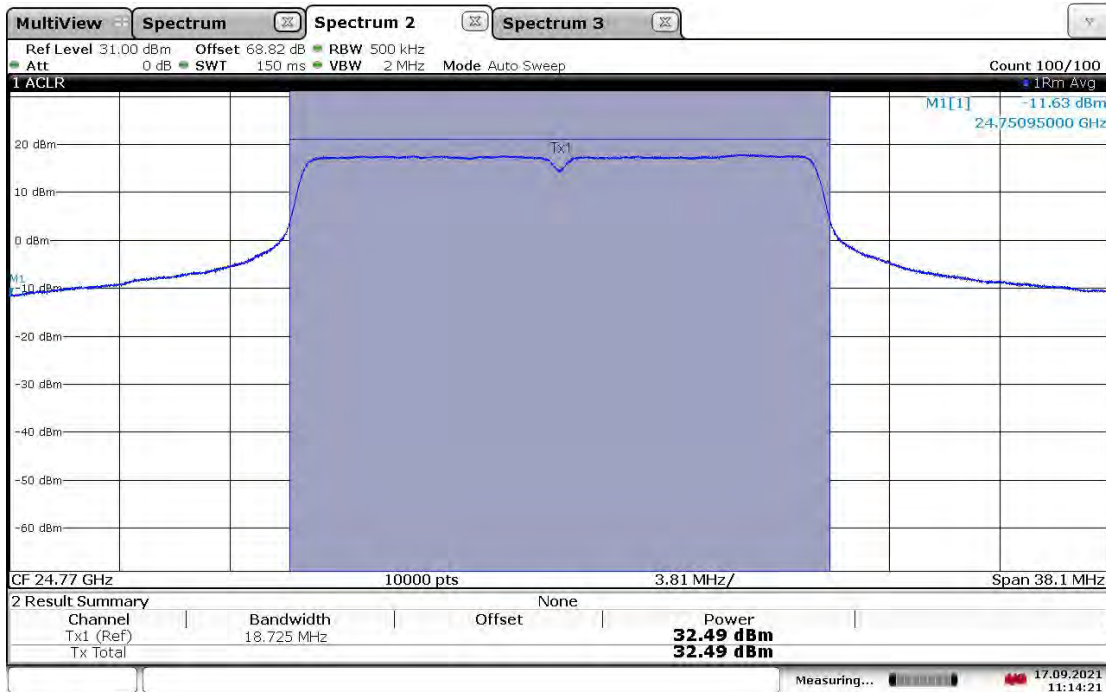 MultiView Spectrum Spectrum 2 Spectrum 3
Ref Level 31.00 dBm Offset 68.82 dB RBW 500 kHz
Att 0 dB SWT 150 ms VBW 2 MHz Mode Auto Sweep Count 100/100
1 ACLR 1Rm Avg
M1[1] -11.63 dBm
24.75095000 GHz
20 dBm
Tx1
10 dBm
0 dBm
M1
-10 dBm
-20 dBm
-30 dBm
-40 dBm
-50 dBm
-60 dBm
CF 24.77 GHz 10000 pts 3.81 MHz/ Span 38.1 MHz
2 Result Summary None
Channel Bandwidth Offset Power
Tx1 (Ref) 18.725 MHz 32.49 dBm
Tx Total 32.49 dBm
Measuring... 17.09.2021
11:14:21